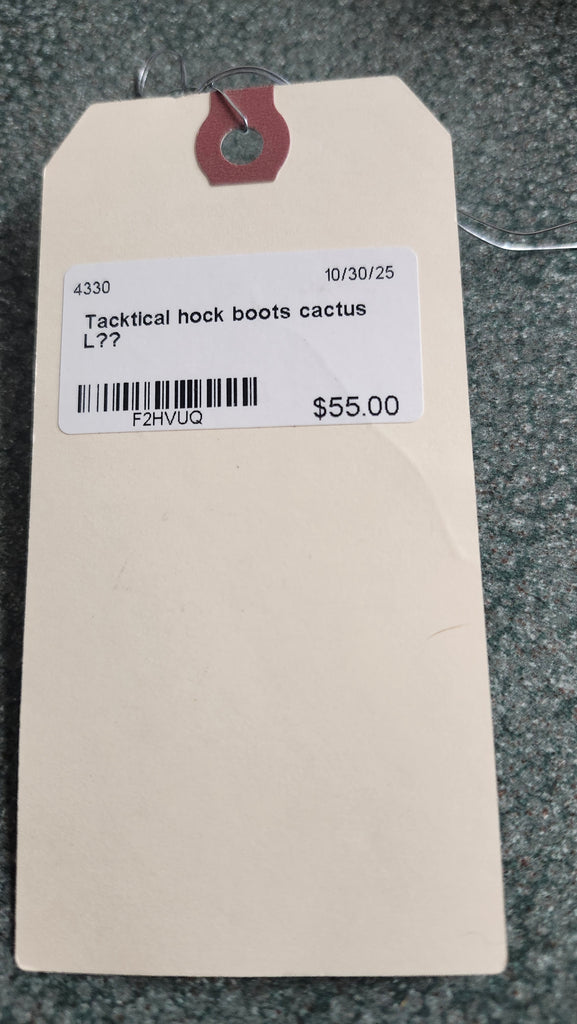 4330 10/30/25
Tacktical hock boots cactus
L??
F2HVUQ $55.00